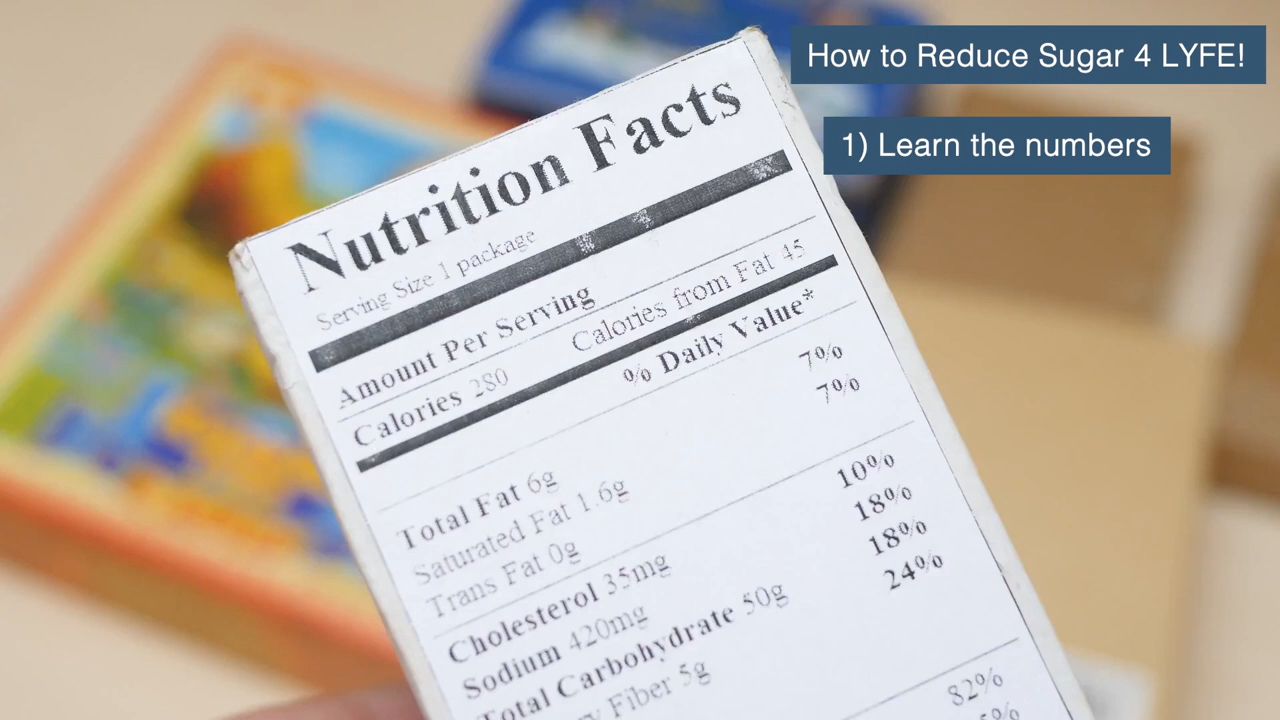 How to Reduce Sugar 4 LYFE!
1) Learn the numbers
Nutrition Facts
Serving Size 1 package
Amount Per Serving
Calories 280 Calories from Fat 45
% Daily Value*
Total Fat 6g 7%
Saturated Fat 1.6g 7%
Trans Fat 0g
Cholesterol 35mg 10%
Sodium 420mg 18%
Total Carbohydrate 50g 18%
Fiber 5g 24%
82%